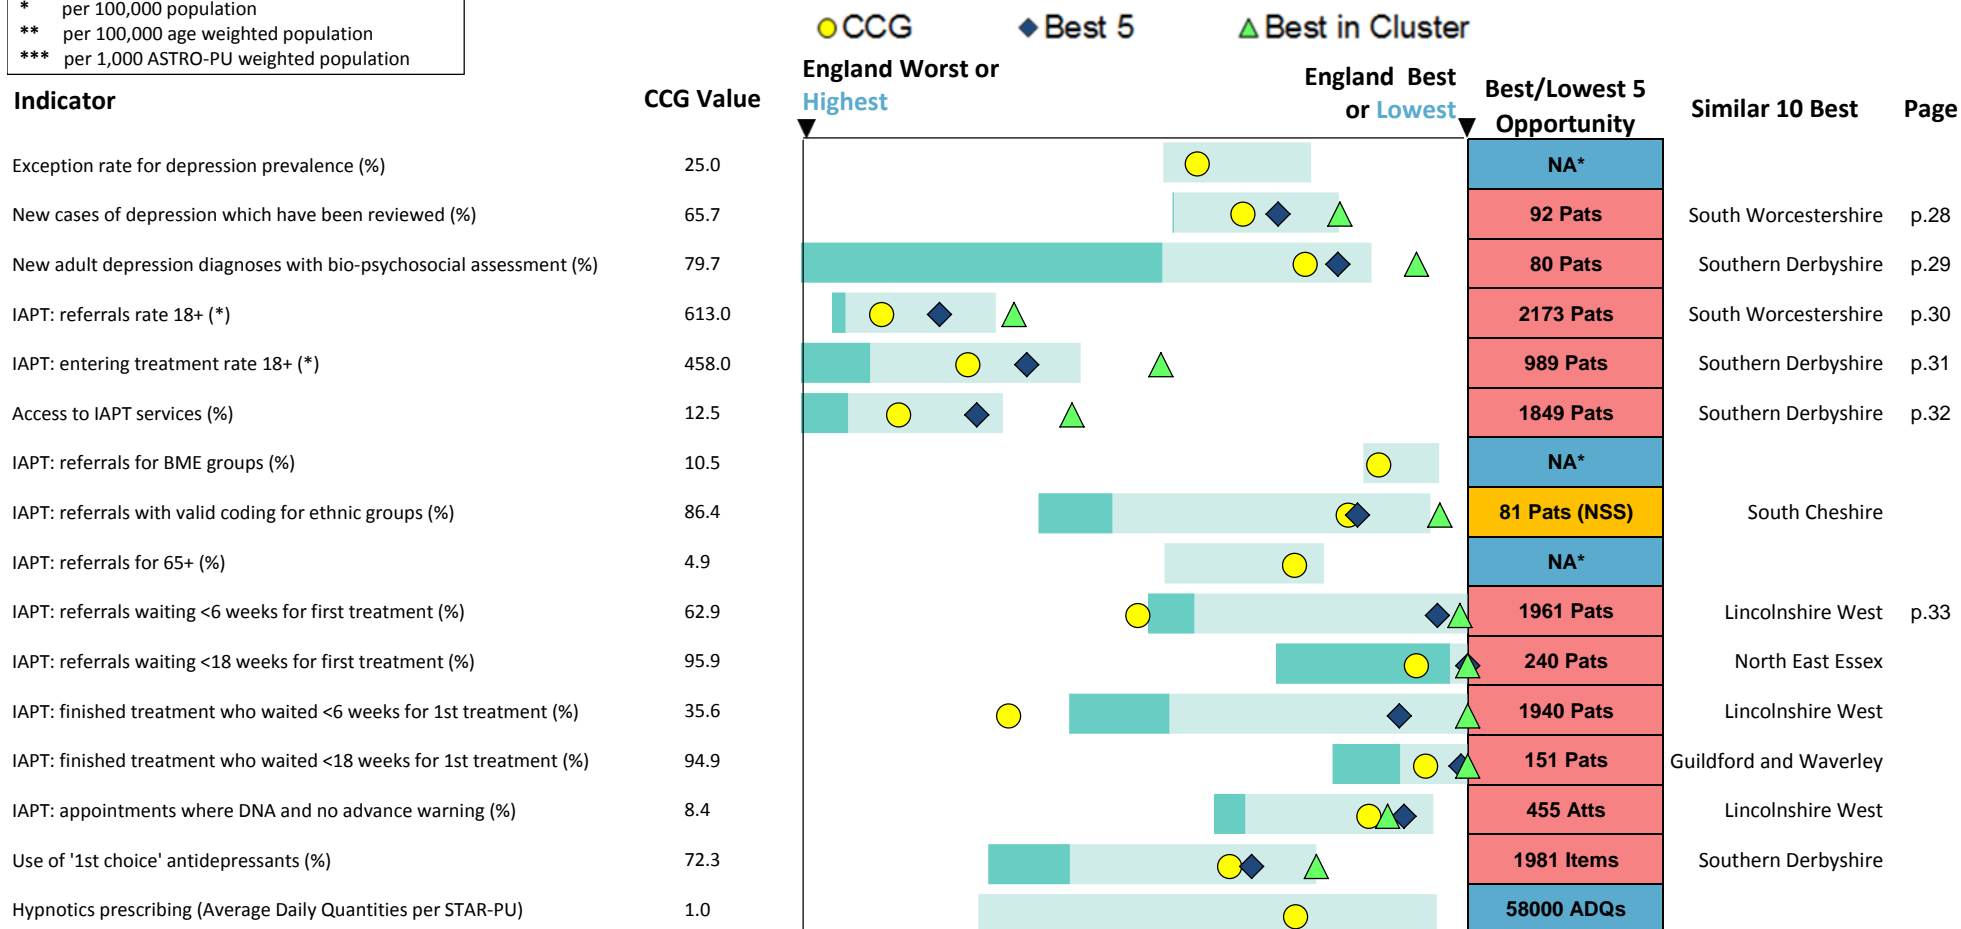 * per 100,000 population
** per 100,000 age weighted population
*** per 1,000 ASTRO-PU weighted population
CCG Best 5 Best in Cluster
Indicator CCG Value England Worst or Highest England Best or Lowest Best/Lowest 5 Opportunity Similar 10 Best Page
Exception rate for depression prevalence (%) 25.0 NA*
New cases of depression which have been reviewed (%) 65.7 92 Pats South Worcestershire p.28
New adult depression diagnoses with bio-psychosocial assessment (%) 79.7 80 Pats Southern Derbyshire p.29
IAPT: referrals rate 18+ (*) 613.0 2173 Pats South Worcestershire p.30
IAPT: entering treatment rate 18+ (*) 458.0 989 Pats Southern Derbyshire p.31
Access to IAPT services (%) 12.5 1849 Pats Southern Derbyshire p.32
IAPT: referrals for BME groups (%) 10.5 NA*
IAPT: referrals with valid coding for ethnic groups (%) 86.4 81 Pats (NSS) South Cheshire
IAPT: referrals for 65+ (%) 4.9 NA*
IAPT: referrals waiting <6 weeks for first treatment (%) 62.9 1961 Pats Lincolnshire West p.33
IAPT: referrals waiting <18 weeks for first treatment (%) 95.9 240 Pats North East Essex
IAPT: finished treatment who waited <6 weeks for 1st treatment (%) 35.6 1940 Pats Lincolnshire West
IAPT: finished treatment who waited <18 weeks for 1st treatment (%) 94.9 151 Pats Guildford and Waverley
IAPT: appointments where DNA and no advance warning (%) 8.4 455 Atts Lincolnshire West
Use of '1st choice' antidepressants (%) 72.3 1981 Items Southern Derbyshire
Hypnotics prescribing (Average Daily Quantities per STAR-PU) 1.0 58000 ADQs